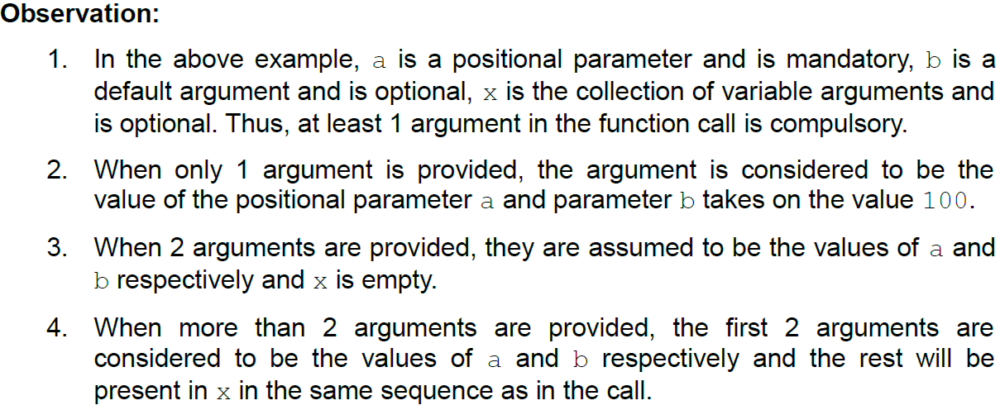 Observation:
1. In the above example, a is a positional parameter and is mandatory, b is a
default argument and is optional, x is the collection of variable arguments and
is optional. Thus, at least 1 argument in the function call is compulsory.
2. When only 1 argument is provided, the argument is considered to be the
value of the positional parameter a and parameter b takes on the value 100.
3. When 2 arguments are provided, they are assumed to be the values of a and
b respectively and x is empty.
4. When more than 2 arguments are provided, the first 2 arguments are
considered to be the values of a and b respectively and the rest will be
present in x in the same sequence as in the call.